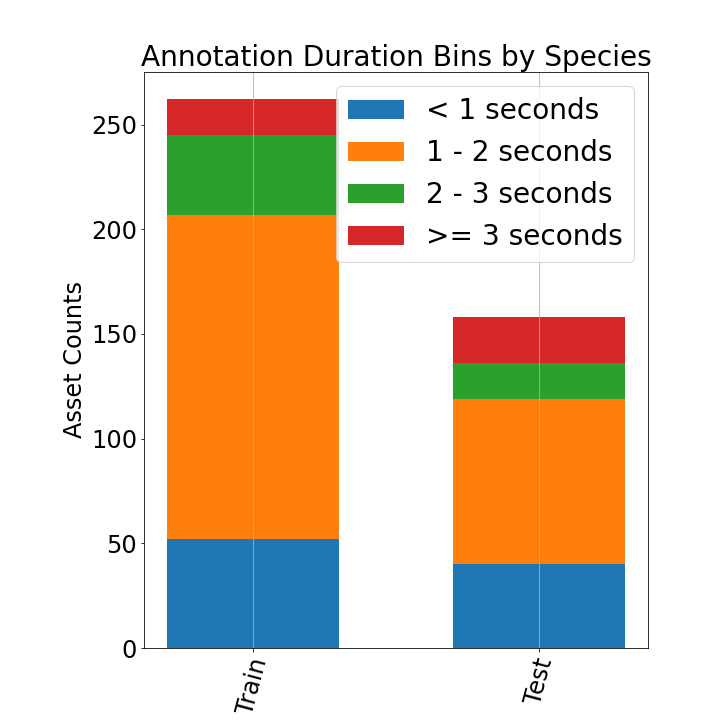 Annotation Duration Bins by Species
< 1 seconds
1 - 2 seconds
2 - 3 seconds
>= 3 seconds
Asset Counts
250
200
150
100
50
0
Train
Test